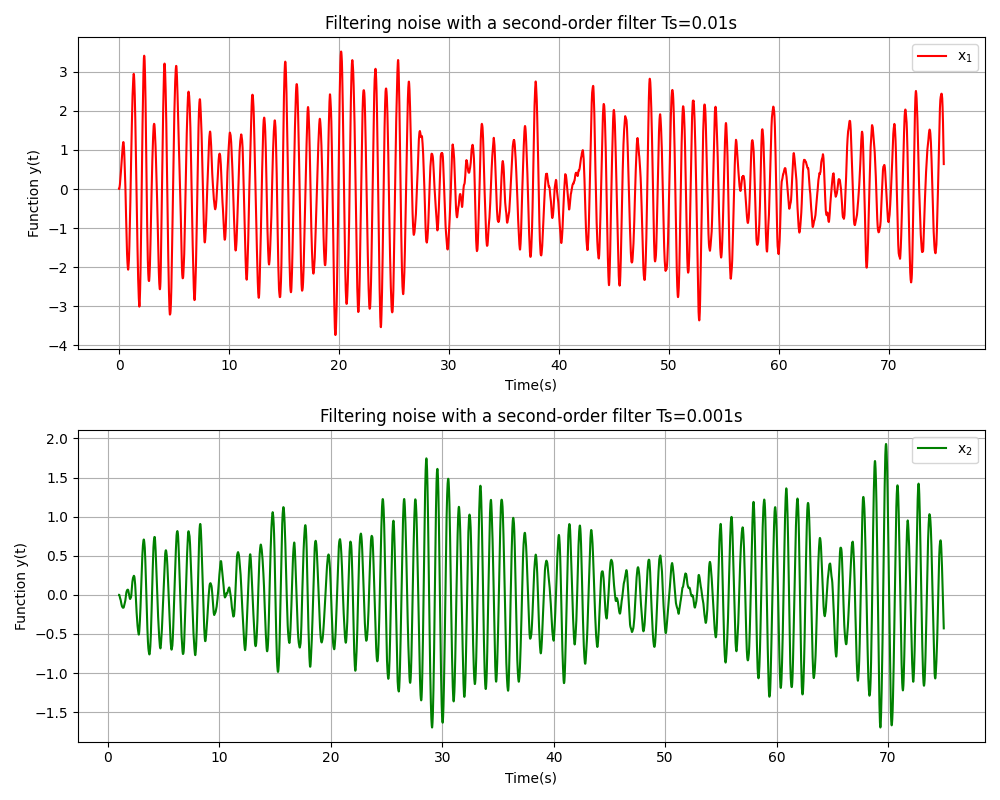 Filtering noise with a second-order filter Ts=0.01s
x₁
3
2
1
0
−1
−2
−3
−4
Function y(t)
0 10 20 30 40 50 60 70
Time(s)
Filtering noise with a second-order filter Ts=0.001s
x₂
2.0
1.5
1.0
0.5
0.0
−0.5
−1.0
−1.5
Function y(t)
0 10 20 30 40 50 60 70
Time(s)